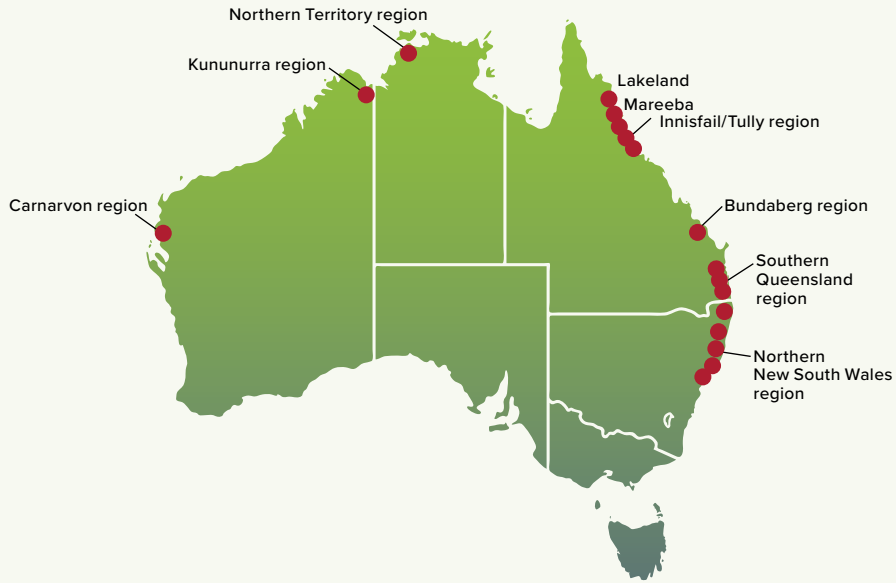 Northern Territory region
Kununurra region
Lakeland
Mareeba
Innisfail/Tully region
Carnarvon region
Bundaberg region
Southern
Queensland
region
Northern
New South Wales
region